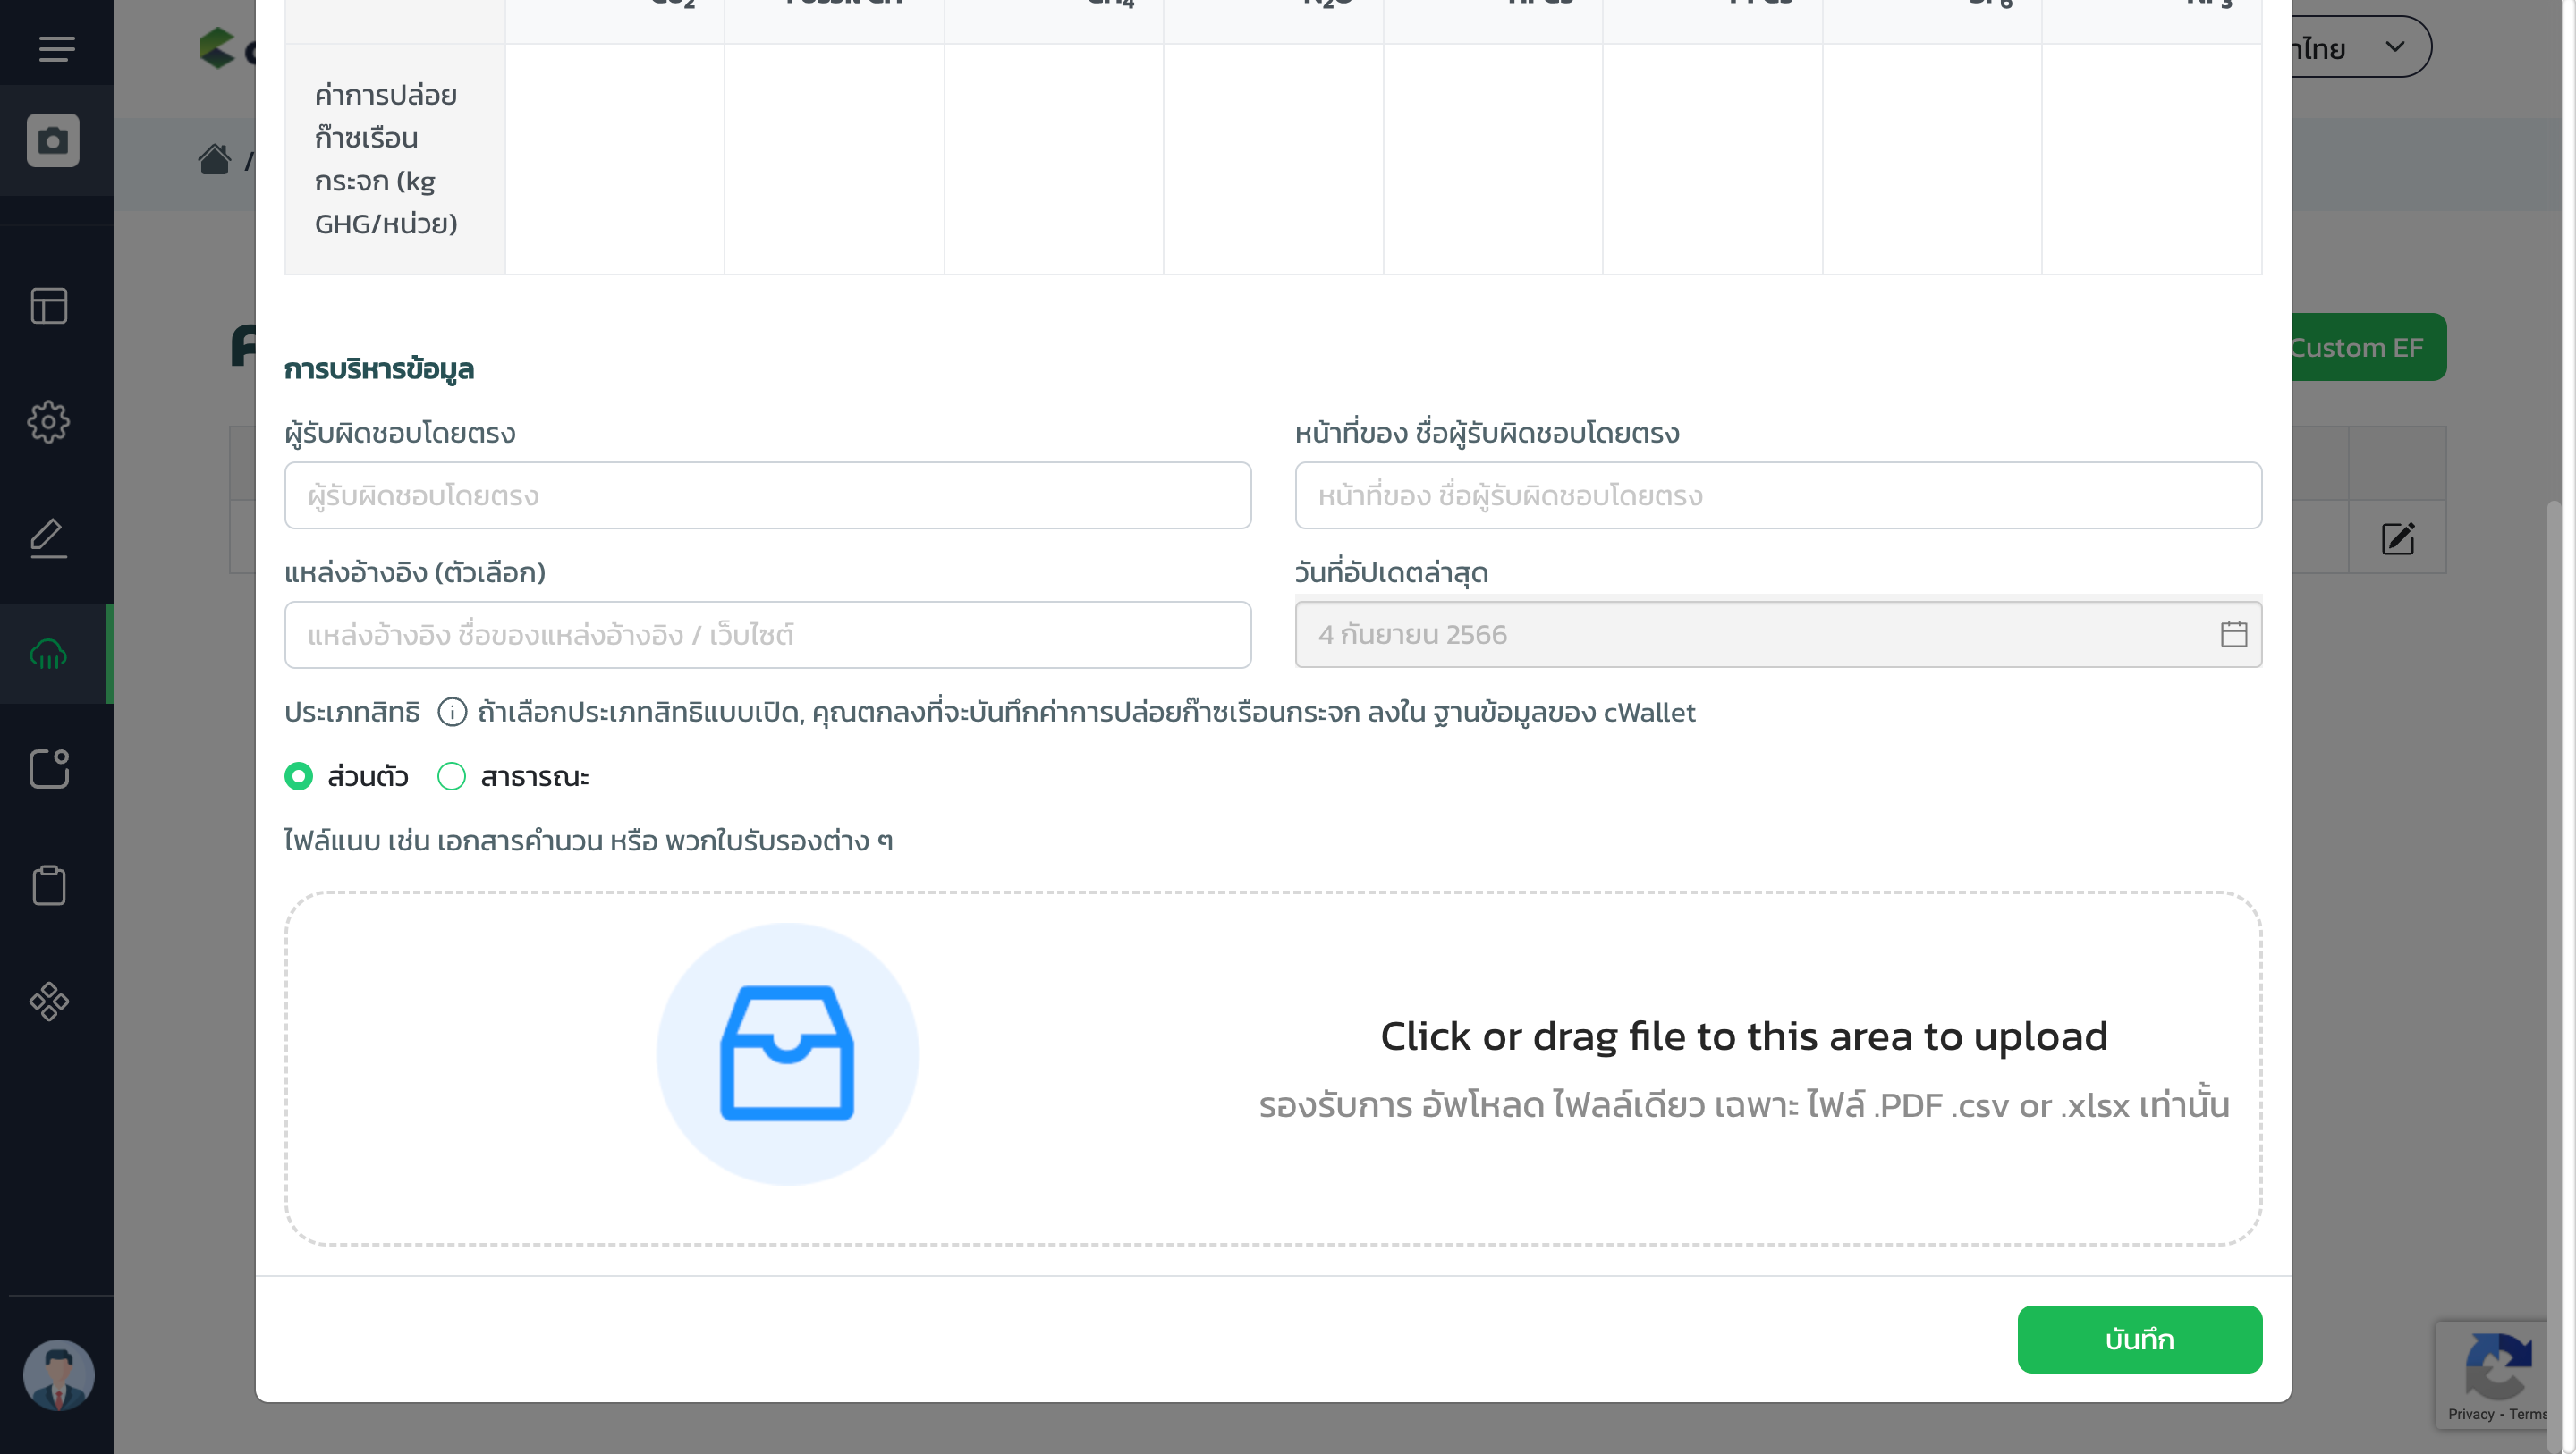 CO2 Fossil CH4 CH4 N2O HFCs PFCs SF6 NF3
ค่าการปล่อย
ก๊าซเรือน
กระจก (kg
GHG/หน่วย)
าไทย
/
Custom EF
การบริหารข้อมูล
ผู้รับผิดชอบโดยตรง
หน้าที่ของ ชื่อผู้รับผิดชอบโดยตรง
ผู้รับผิดชอบโดยตรง
หน้าที่ของ ชื่อผู้รับผิดชอบโดยตรง
แหล่งอ้างอิง (ตัวเลือก)
วันที่อัปเดตล่าสุด
แหล่งอ้างอิง ชื่อของแหล่งอ้างอิง / เว็บไซต์
4 กันยายน 2566
ประเภทสิทธิ ถ้าเลือกประเภทสิทธิแบบเปิด, คุณตกลงที่จะบันทึกค่าการปล่อยก๊าซเรือนกระจก ลงใน ฐานข้อมูลของ cWallet
ส่วนตัว สาธารณะ
ไฟล์แนบ เช่น เอกสารคำนวน หรือ พวกใบรับรองต่าง ๆ
Click or drag file to this area to upload
รองรับการ อัพโหลด ไฟลล์เดียว เฉพาะ ไฟล์ .PDF .csv or .xlsx เท่านั้น
บันทึก
Privacy - Terms